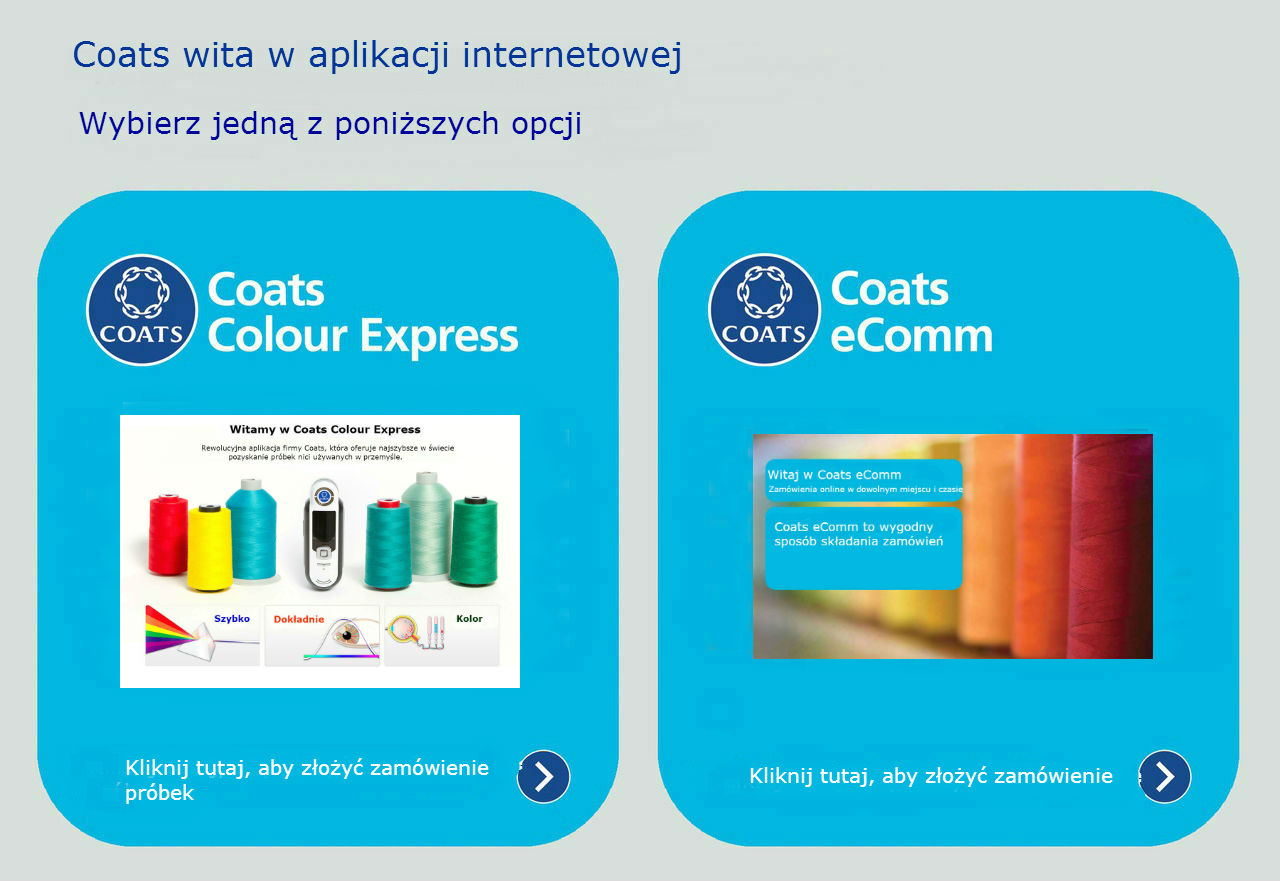 Coats wita w aplikacji internetowej
Wybierz jedną z poniższych opcji
COATS
Coats
Colour Express
Witamy w Coats Colour Express
Rewolucyjna aplikacja firmy Coats, która oferuje najszybsze w świecie
pozyskanie próbek nici używanych w przemyśle.
Szybko
Dokładnie
Kolor
Kliknij tutaj, aby złożyć zamówienie
próbek
COATS
Coats
eComm
Witaj w Coats eComm
Zamówienia online w dowolnym miejscu i czasie
Coats eComm to wygodny
sposób składania zamówień
Kliknij tutaj, aby złożyć zamówienie